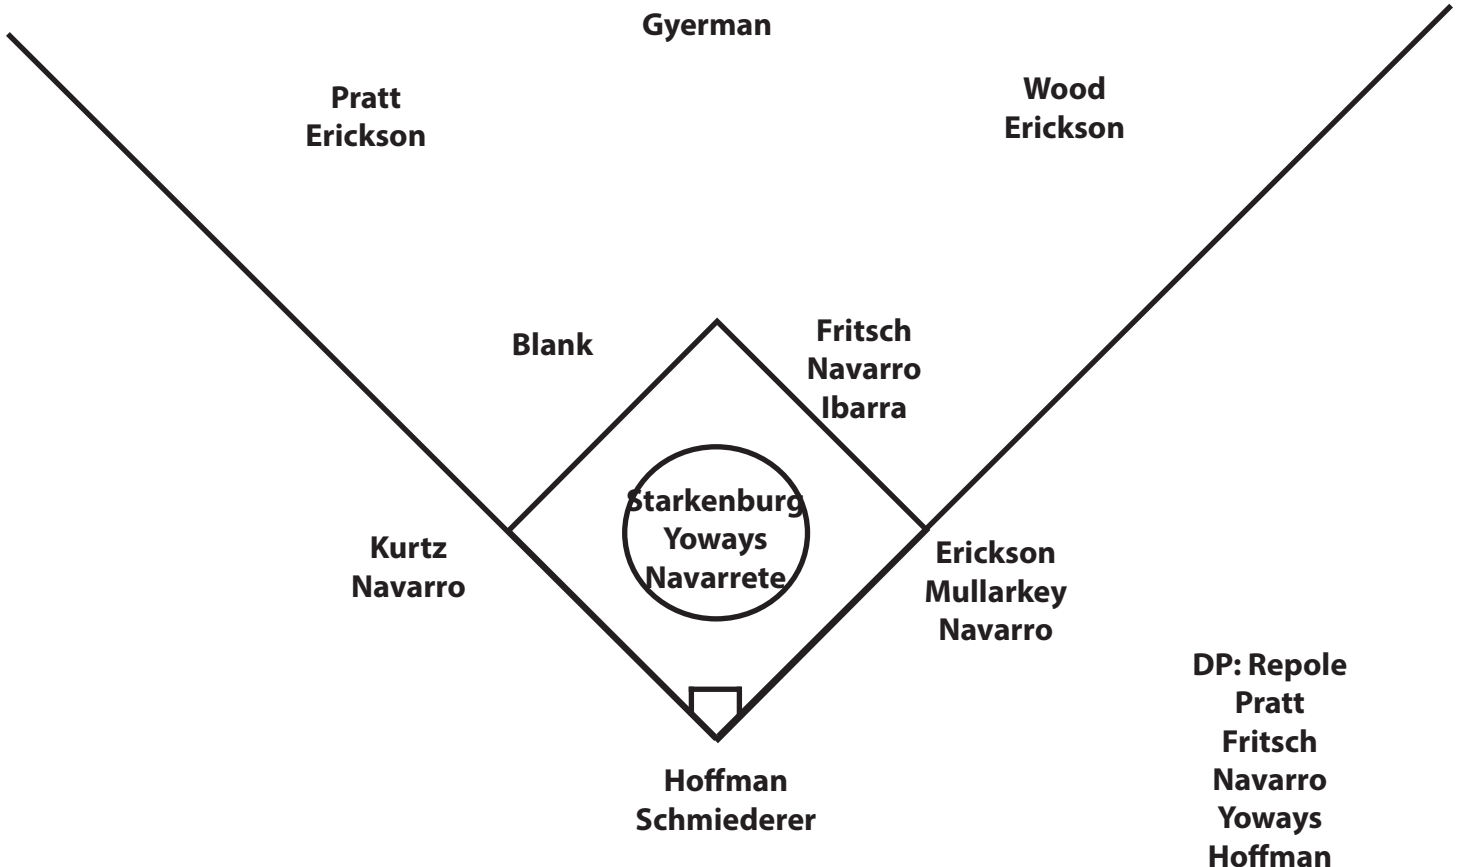 Gyerman
Pratt
Erickson
Wood
Erickson
Blank
Fritsch
Navarro
Ibarra
Starkenburg
Yoways
Navarrete
Kurtz
Navarro
Erickson
Mullarkey
Navarro
Hoffman
Schmiederer
DP: Repole
Pratt
Fritsch
Navarro
Yoways
Hoffman